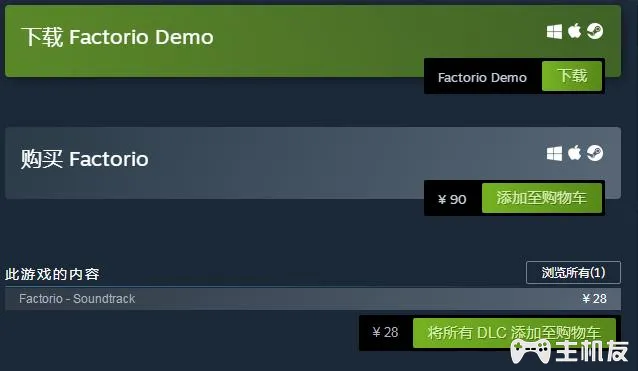 下载 Factorio Demo
Factorio Demo 下载
购买 Factorio
¥ 90 添加至购物车
此游戏的内容 浏览所有(1)
Factorio - Soundtrack ¥ 28
¥ 28 将所有 DLC 添加至购物车
主机友